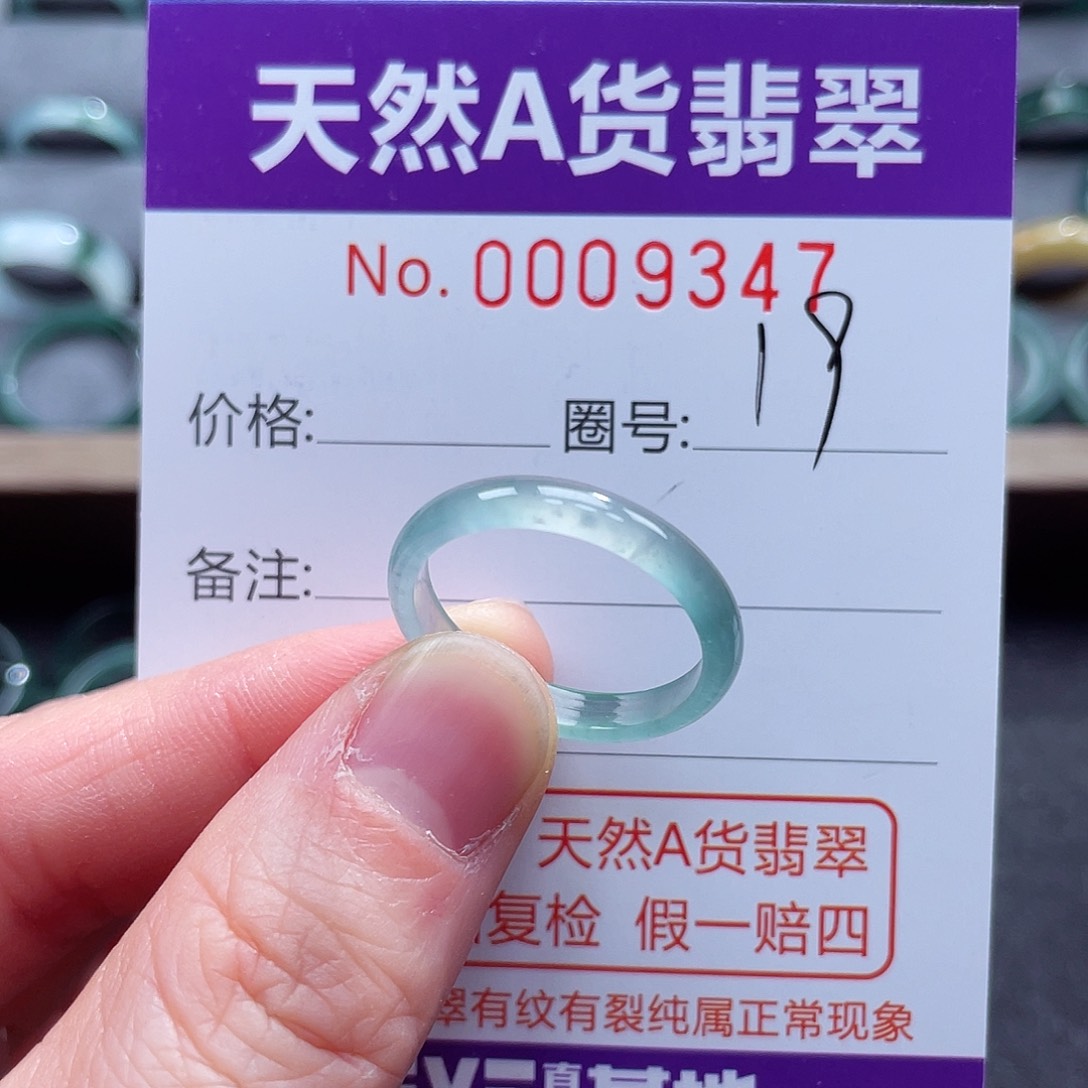 天然A货翡翠
No. 0009347
价格: 圈号: 19
备注:
天然A货翡翠
复检 假一赔四
翠有纹有裂纯属正常现象